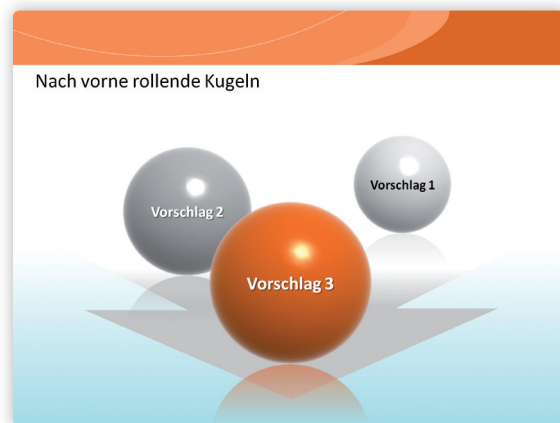 Nach vorne rollende Kugeln
Vorschlag 1
Vorschlag 2
Vorschlag 3